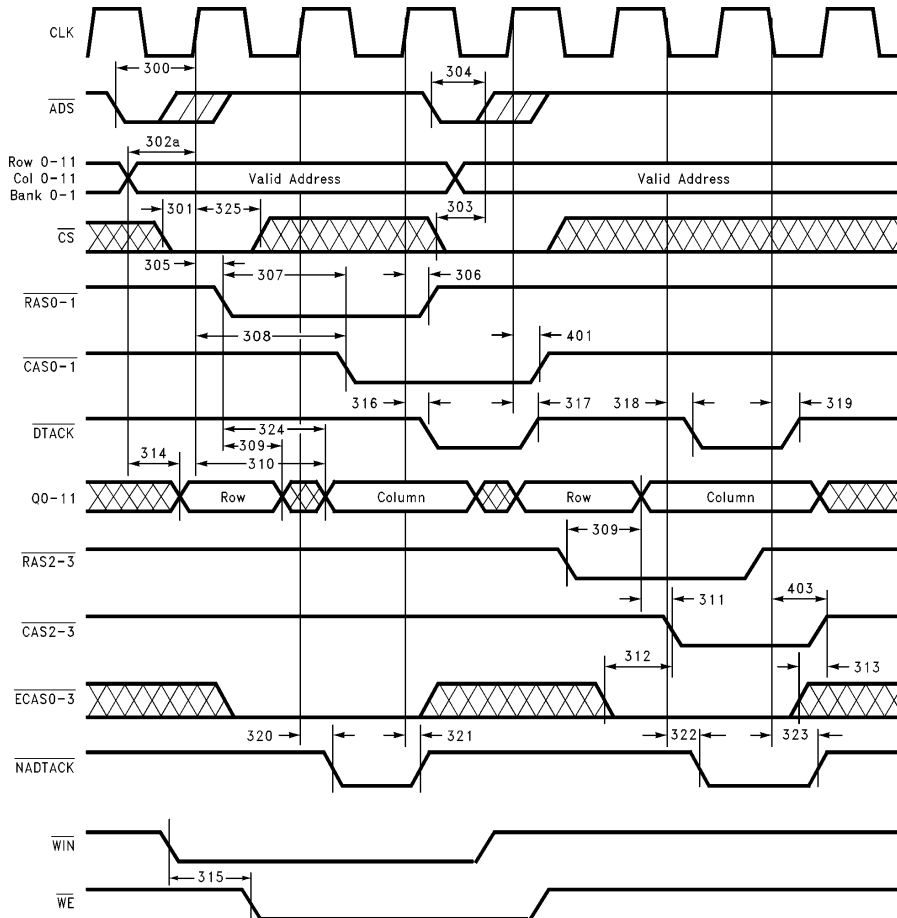 CLK
300
304
ADS
302a
Row 0-11
Col 0-11
Bank 0-1
Valid Address
Valid Address
301
325
303
CS
305
307
306
RAS0-1
308
401
CAS0-1
316
317
318
319
DTACK
324
309
314
310
Q0-11
Row
Column
Row
Column
309
RAS2-3
311
403
CAS2-3
312
313
ECAS0-3
320
321
322
323
NADTACK
WIN
315
WE